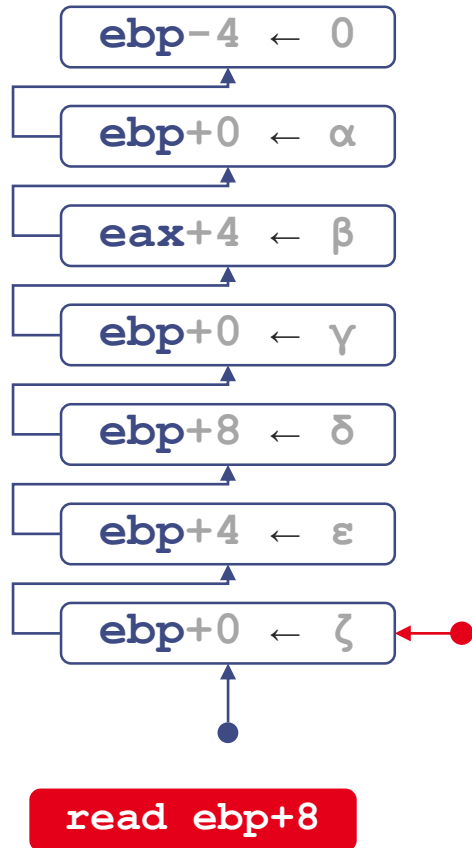 ebp-4 ← 0
ebp+0 ← α
eax+4 ← β
ebp+0 ← γ
ebp+8 ← δ
ebp+4 ← ε
ebp+0 ← ζ
read ebp+8